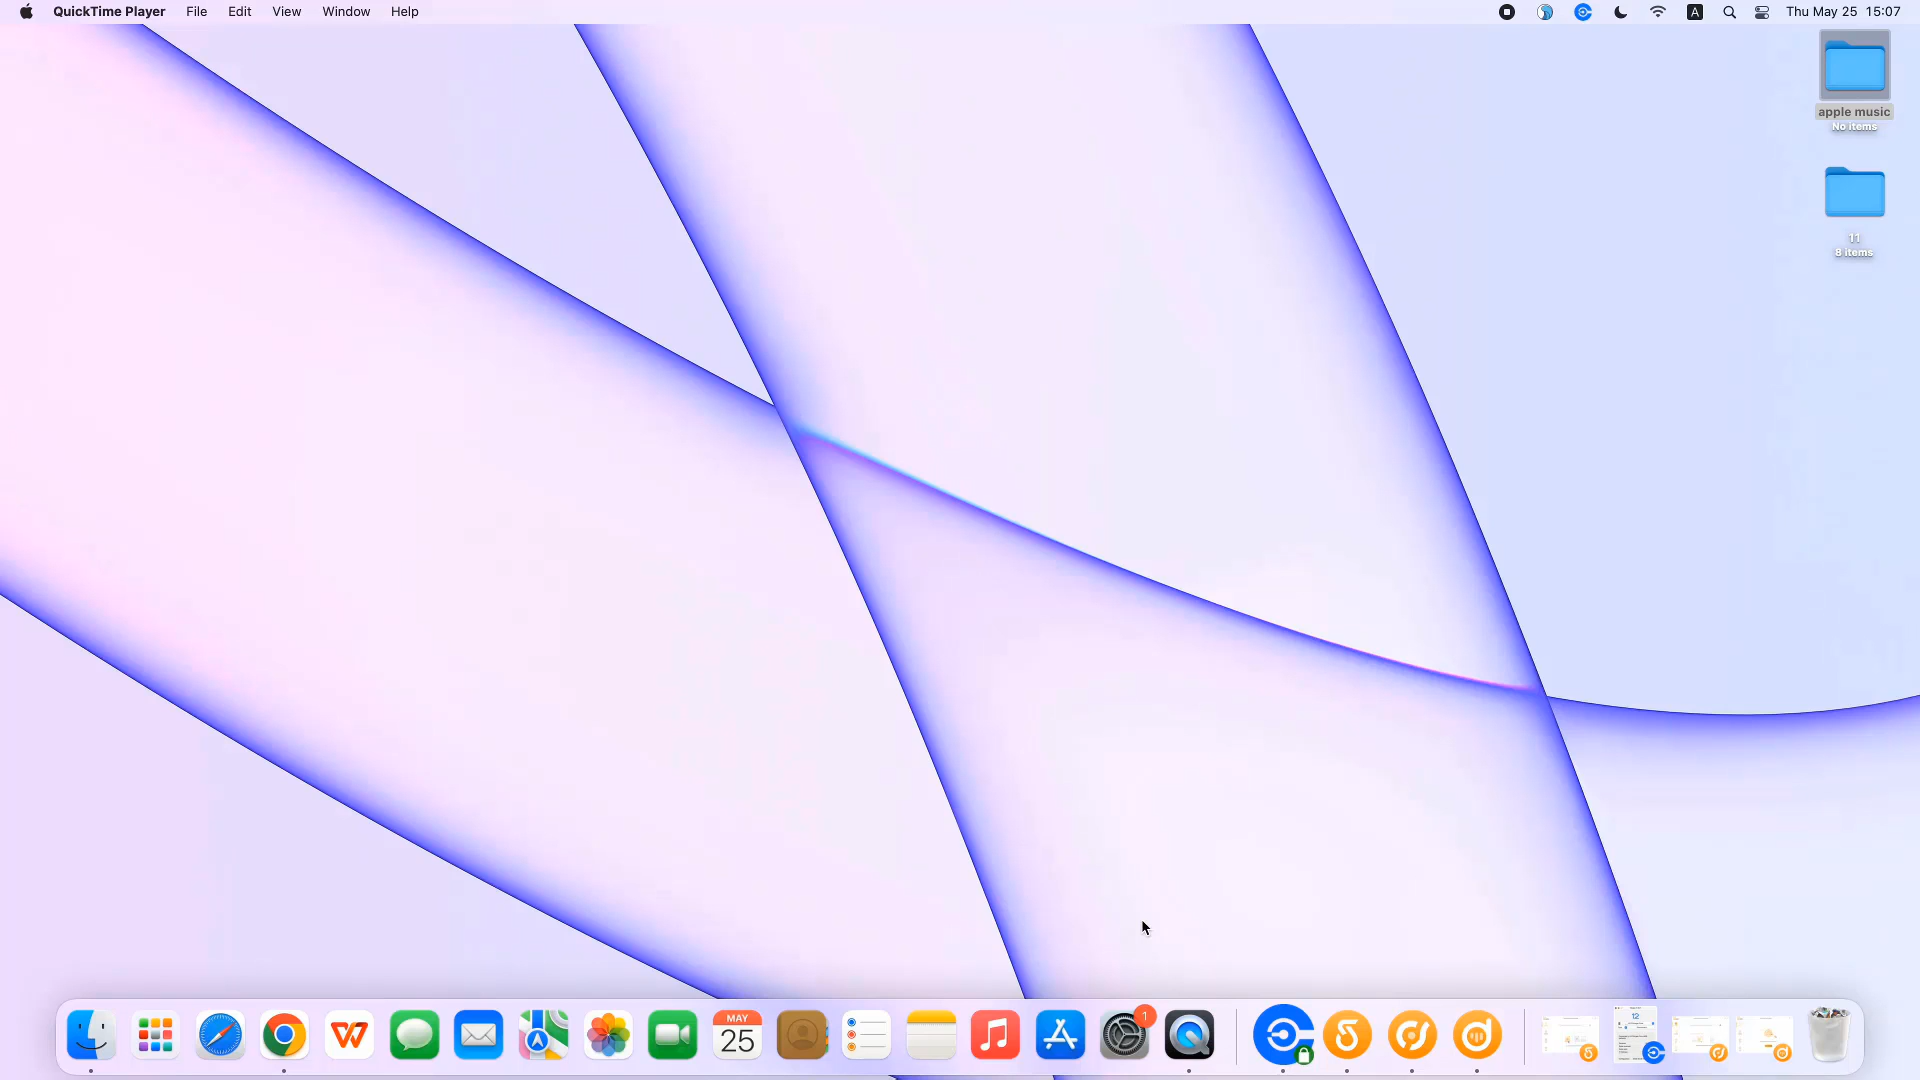 QuickTime Player File Edit View Window Help A Thu May 25 15:07
apple music
No items
11
8 items
MAY
25
1
12